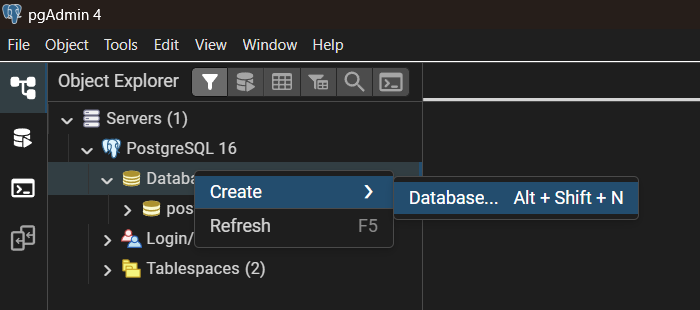 pgAdmin 4
File Object Tools Edit View Window Help
Object Explorer
Servers (1)
PostgreSQL 16
Databa
Create
Database... Alt + Shift + N
pos
Refresh F5
Login/
Tablespaces (2)